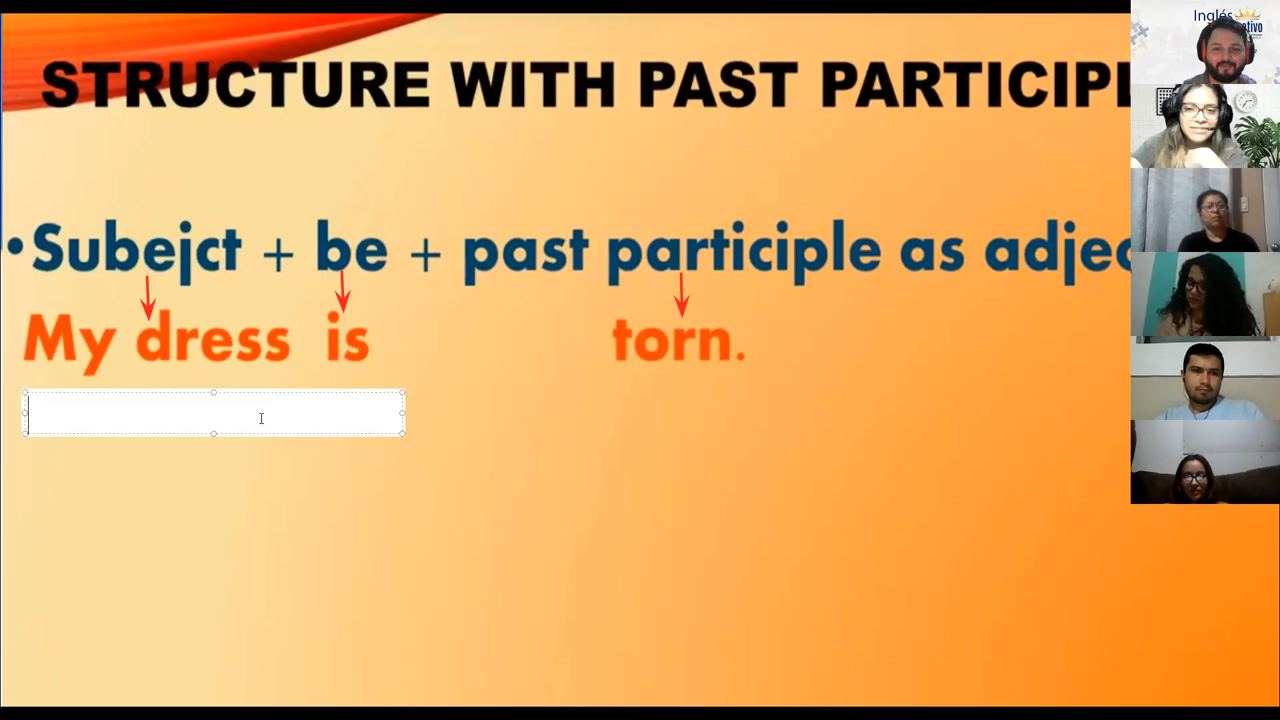 STRUCTURE WITH PAST PARTICIPL
•Subejct + be + past participle as adjec
My dress is torn.
Inglés